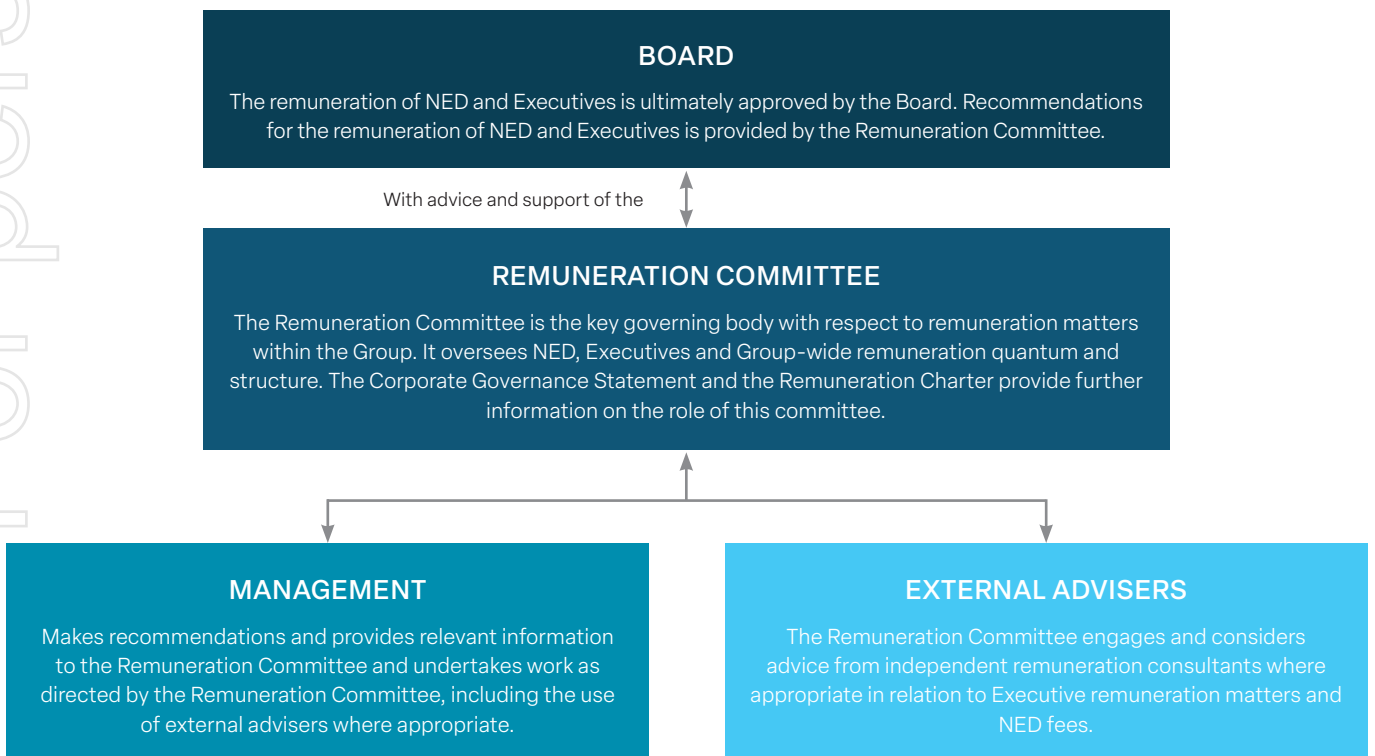 BOARD
The remuneration of NED and Executives is ultimately approved by the Board. Recommendations
for the remuneration of NED and Executives is provided by the Remuneration Committee.
With advice and support of the
REMUNERATION COMMITTEE
The Remuneration Committee is the key governing body with respect to remuneration matters
within the Group. It oversees NED, Executives and Group-wide remuneration quantum and
structure. The Corporate Governance Statement and the Remuneration Charter provide further
information on the role of this committee.
MANAGEMENT
Makes recommendations and provides relevant information
to the Remuneration Committee and undertakes work as
directed by the Remuneration Committee, including the use
of external advisers where appropriate.
EXTERNAL ADVISERS
The Remuneration Committee engages and considers
advice from independent remuneration consultants where
appropriate in relation to Executive remuneration matters and
NED fees.